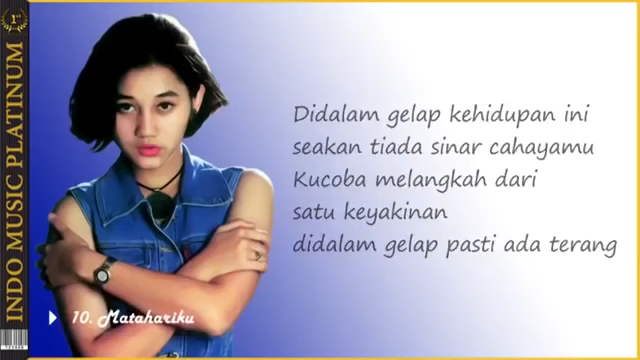 1st
INDO MUSIC PLATINUM
Didalam gelap kehidupan ini
seakan tiada sinar cahayamu
Kucoba melangkah dari
satu keyakinan
didalam gelap pasti ada terang
10. Matahariku